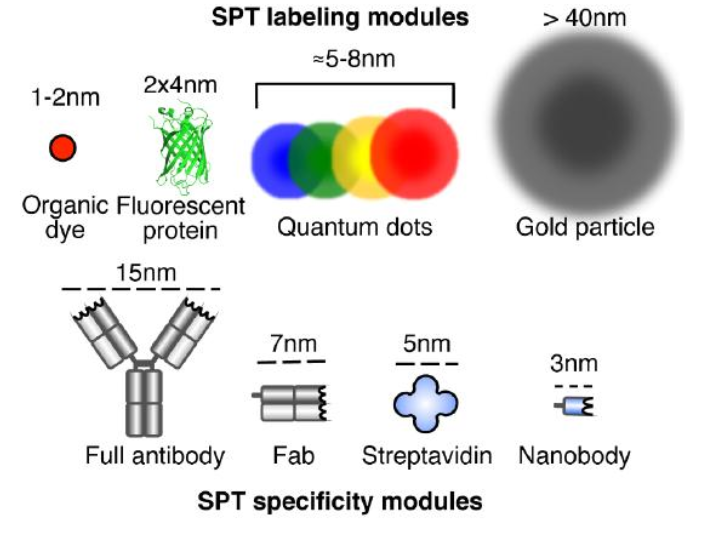 SPT labeling modules
> 40nm
≈5-8nm
1-2nm
2x4nm
Organic dye
Fluorescent protein
Quantum dots
Gold particle
15nm
7nm
5nm
3nm
Full antibody
Fab
Streptavidin
Nanobody
SPT specificity modules